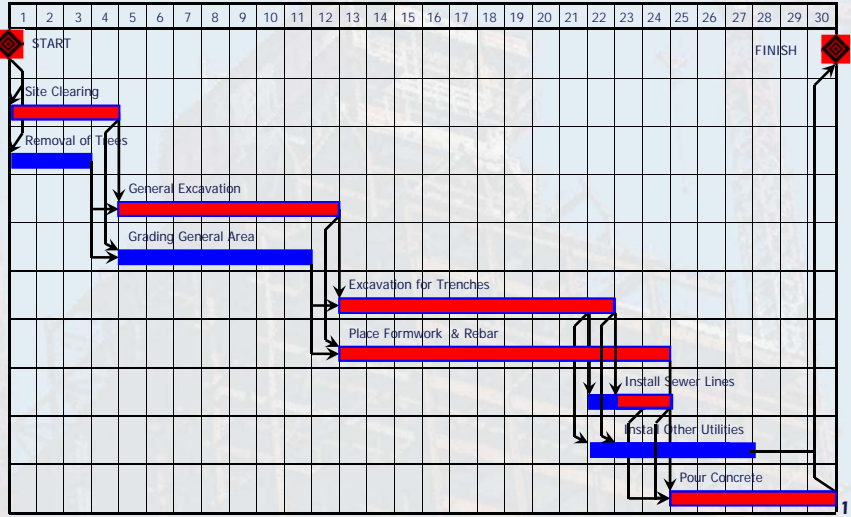 1 2 3 4 5 6 7 8 9 10 11 12 13 14 15 16 17 18 19 20 21 22 23 24 25 26 27 28 29 30
START
FINISH
Site Clearing
Removal of Trees
General Excavation
Grading General Area
Excavation for Trenches
Place Formwork & Rebar
Install Sewer Lines
Install Other Utilities
Pour Concrete
1